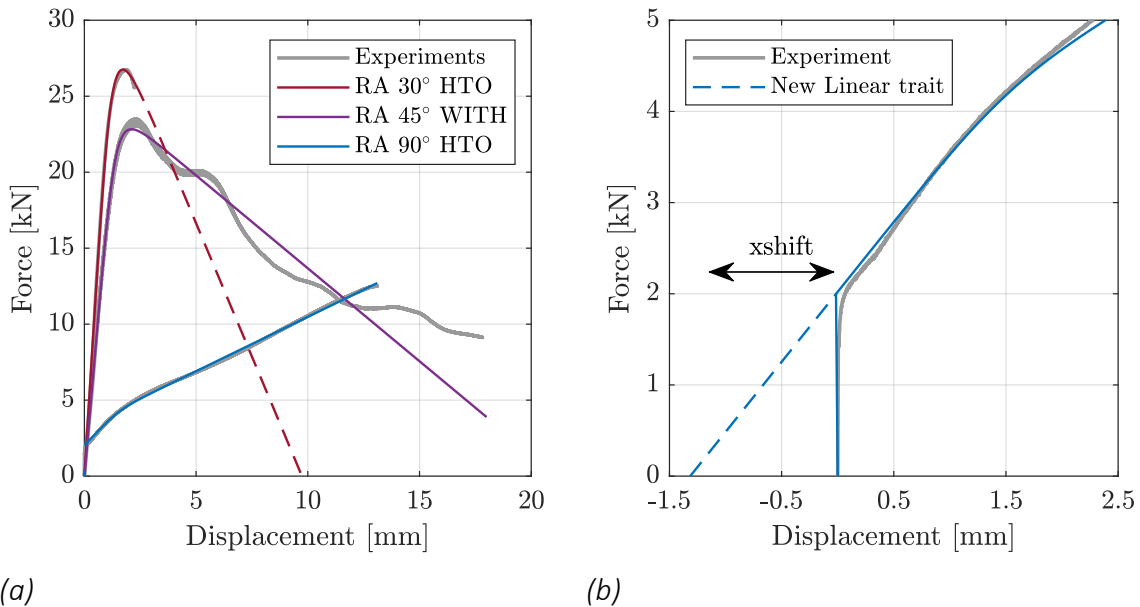 30
25
20
15
10
5
0
0 5 10 15 20
Force [kN]
Displacement [mm]
Experiments
RA 30° HTO
RA 45° WITH
RA 90° HTO
(a)
5
4
3
2
1
0
-1.5 -0.5 0.5 1.5 2.5
Force [kN]
Displacement [mm]
Experiment
New Linear trait
xshift
(b)